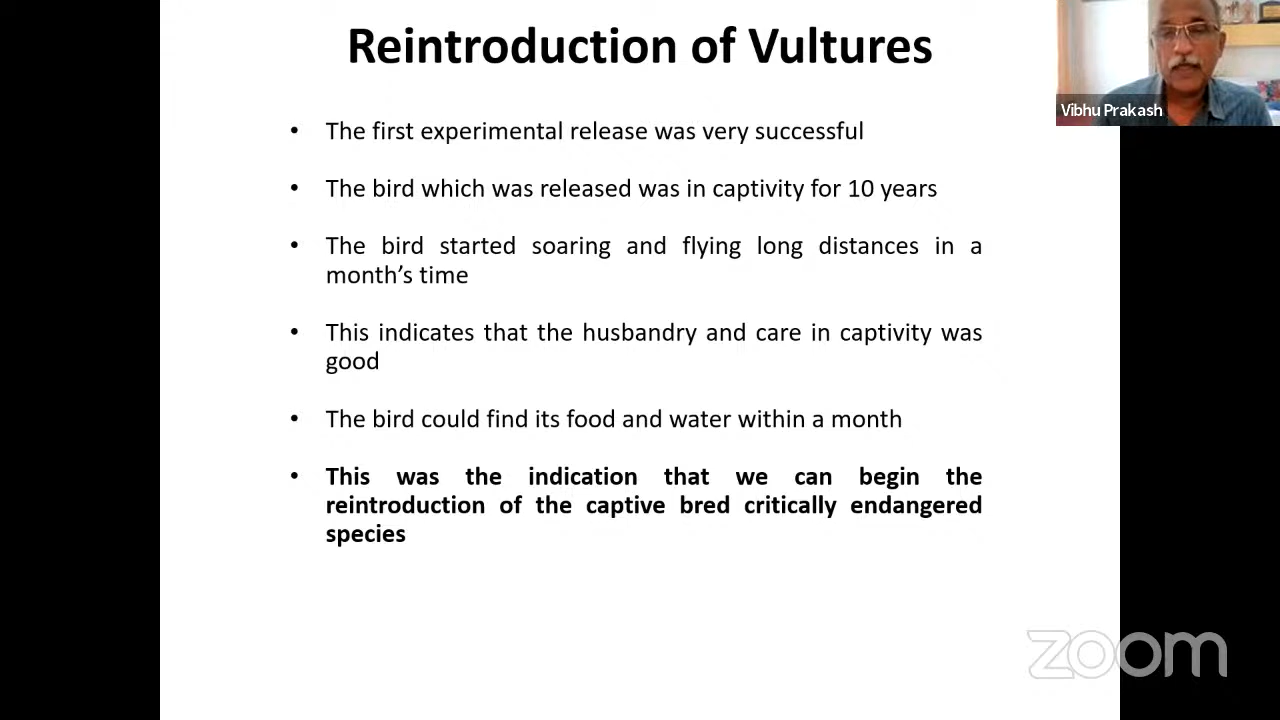 Reintroduction of Vultures
Vibhu Prakash
• The first experimental release was very successful
• The bird which was released was in captivity for 10 years
• The bird started soaring and flying long distances in a
month’s time
• This indicates that the husbandry and care in captivity was
good
• The bird could find its food and water within a month
• This was the indication that we can begin the
reintroduction of the captive bred critically endangered
species
zoom